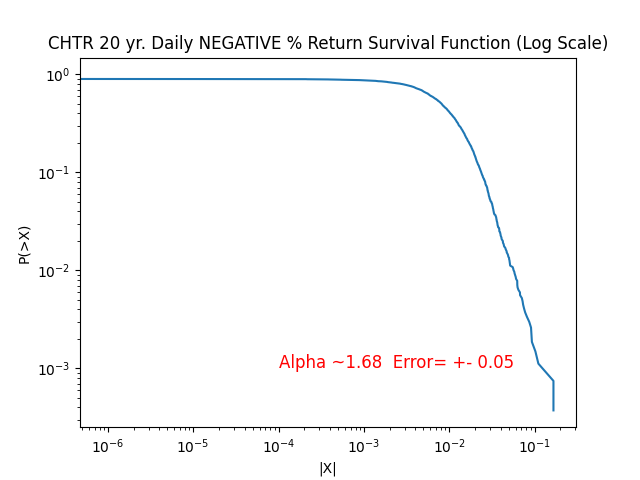 CHTR 20 yr. Daily NEGATIVE % Return Survival Function (Log Scale)
10⁰
10⁻¹
10⁻²
10⁻³
P(>X)
Alpha ~1.68  Error= +- 0.05
10⁻⁶ 10⁻⁵ 10⁻⁴ 10⁻³ 10⁻² 10⁻¹
|X|